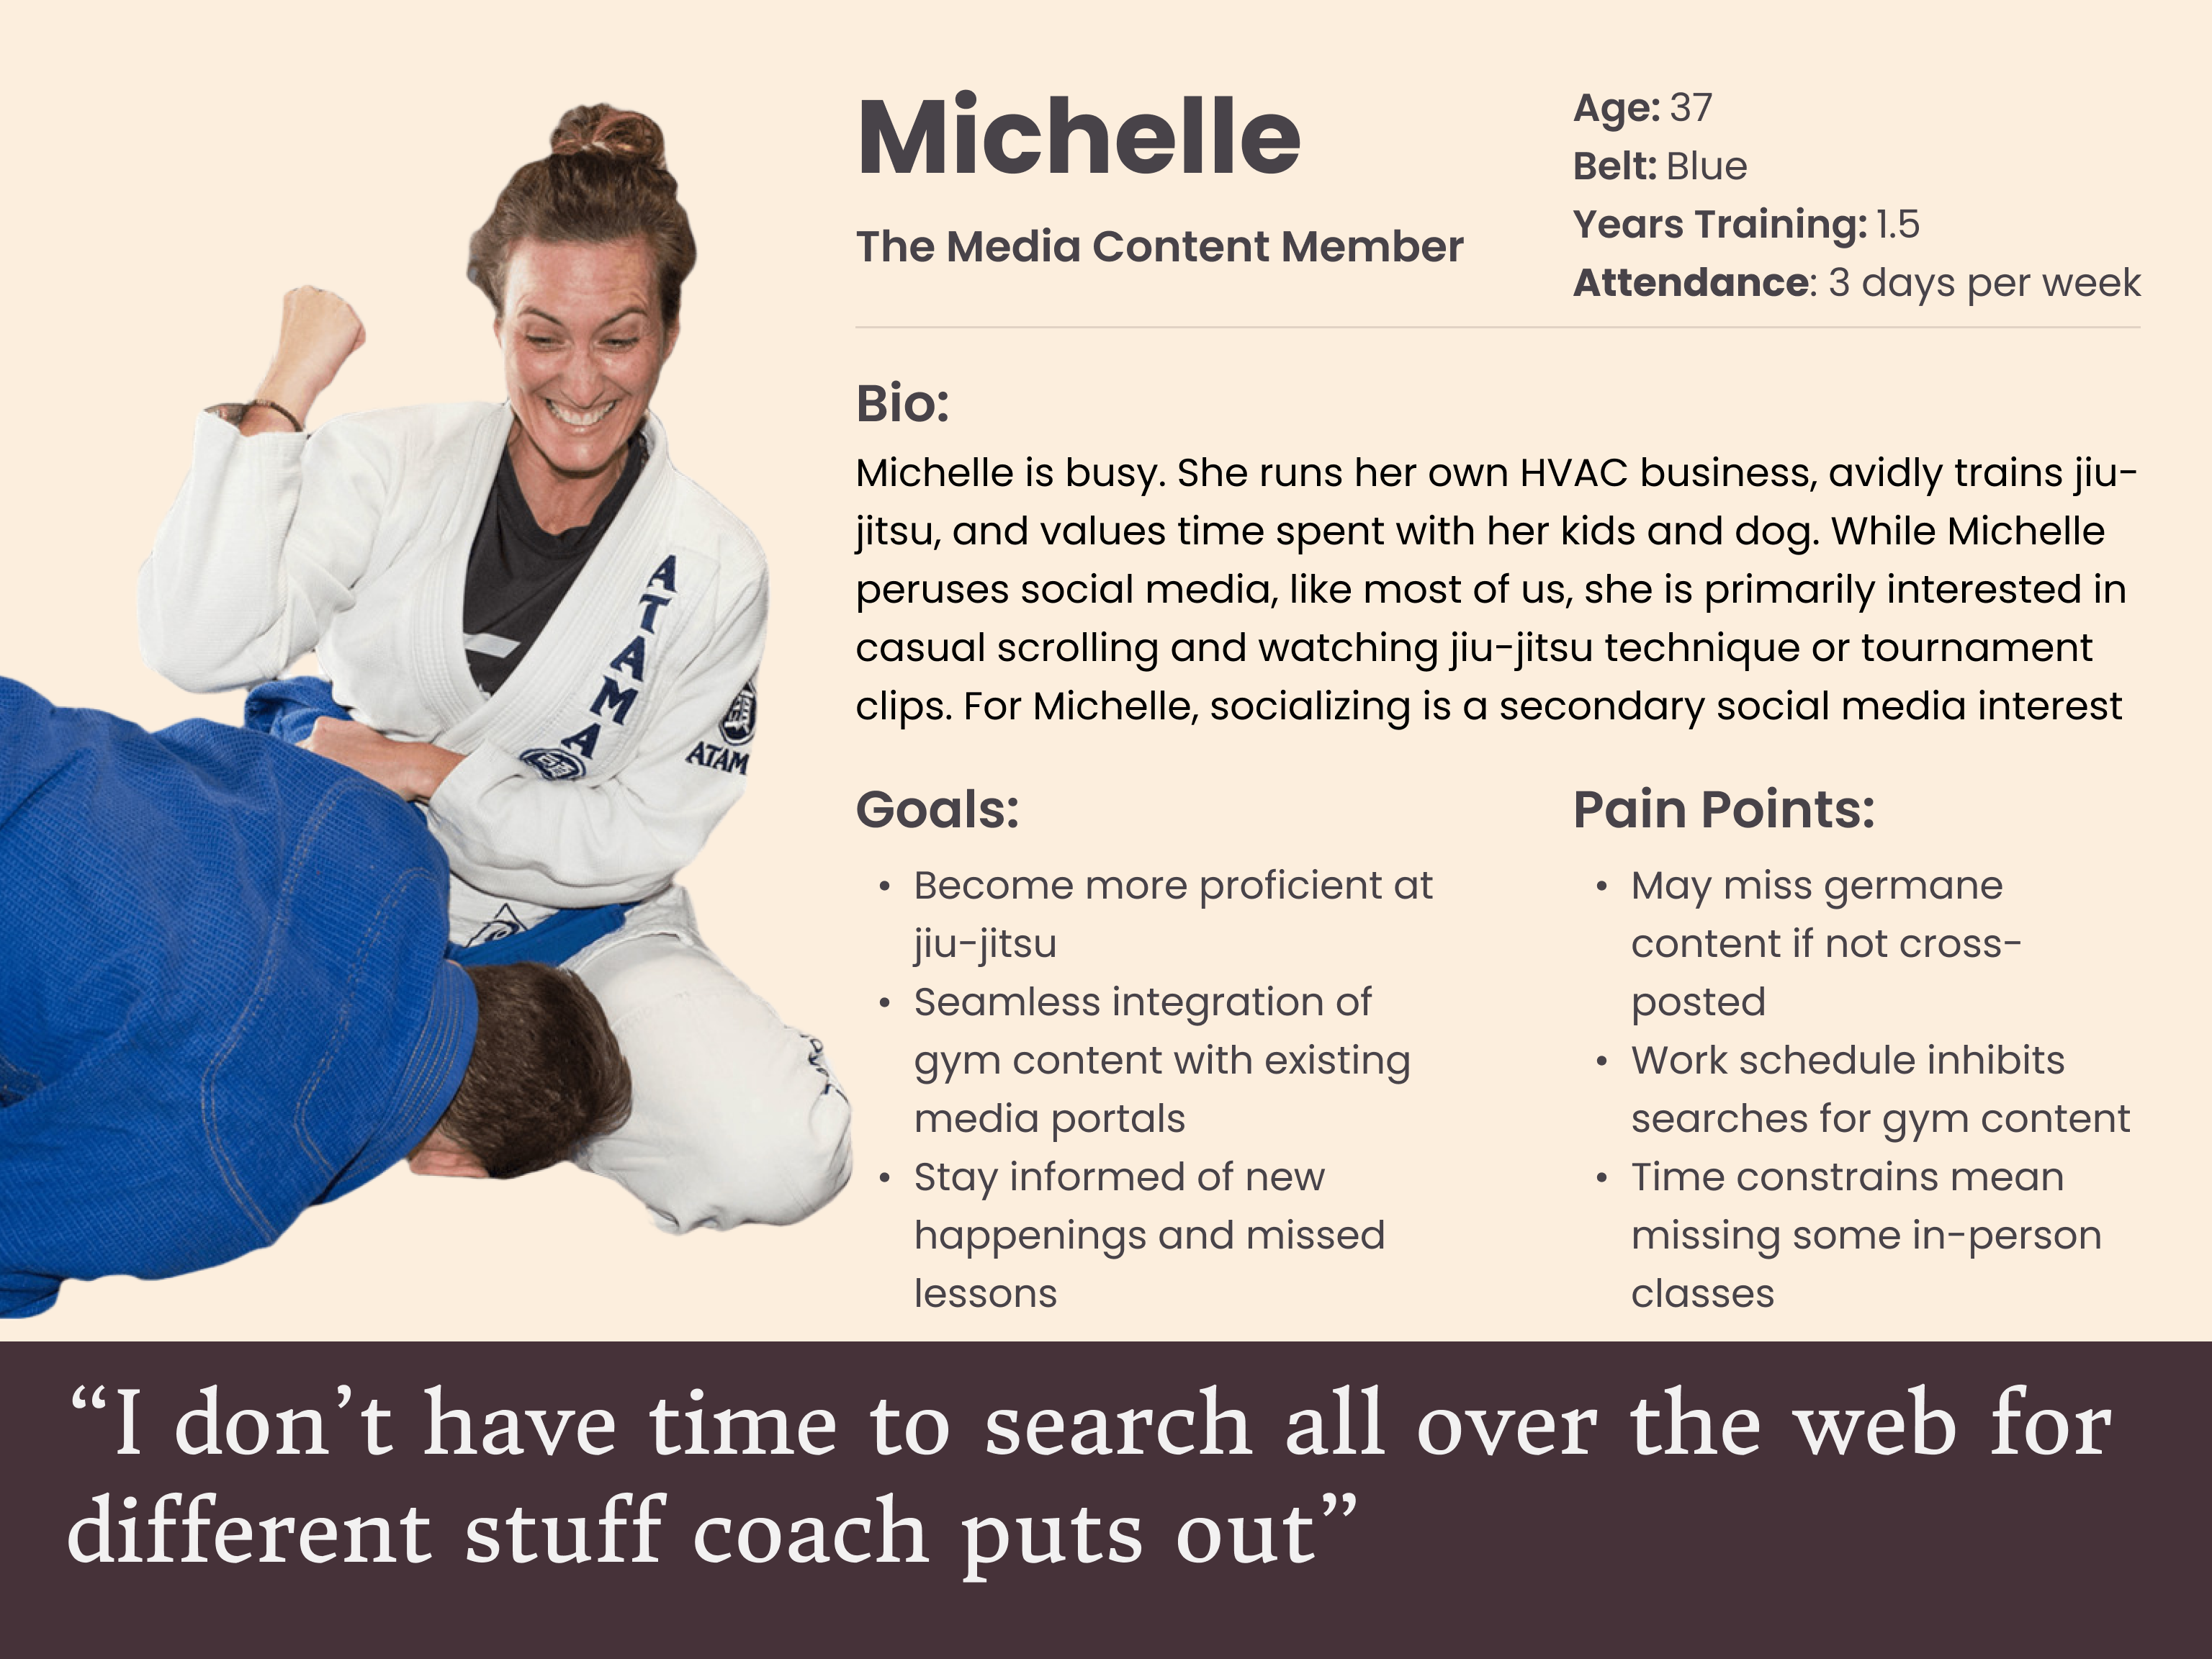 Michelle
The Media Content Member
Age: 37
Belt: Blue
Years Training: 1.5
Attendance: 3 days per week
Bio:
Michelle is busy. She runs her own HVAC business, avidly trains jiu-
jitsu, and values time spent with her kids and dog. While Michelle
peruses social media, like most of us, she is primarily interested in
casual scrolling and watching jiu-jitsu technique or tournament
clips. For Michelle, socializing is a secondary social media interest
Goals:
• Become more proficient at
jiu-jitsu
• Seamless integration of
gym content with existing
media portals
• Stay informed of new
happenings and missed
lessons
Pain Points:
• May miss germane
content if not cross-
posted
• Work schedule inhibits
searches for gym content
• Time constrains mean
missing some in-person
classes
ATAMA
ATAM
“I don’t have time to search all over the web for
different stuff coach puts out”